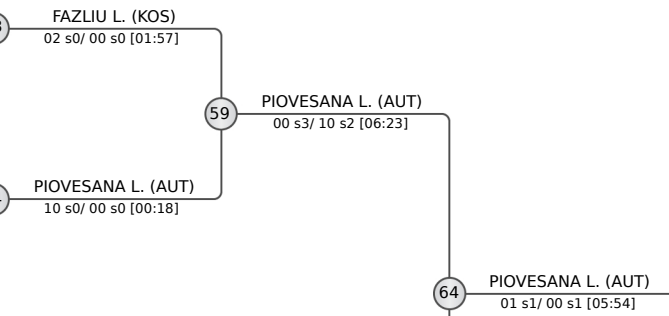 FAZLIU L. (KOS)
02 s0/ 00 s0 [01:57]
59
PIOVESANA L. (AUT)
00 s3/ 10 s2 [06:23]
PIOVESANA L. (AUT)
10 s0/ 00 s0 [00:18]
64
PIOVESANA L. (AUT)
01 s1/ 00 s1 [05:54]